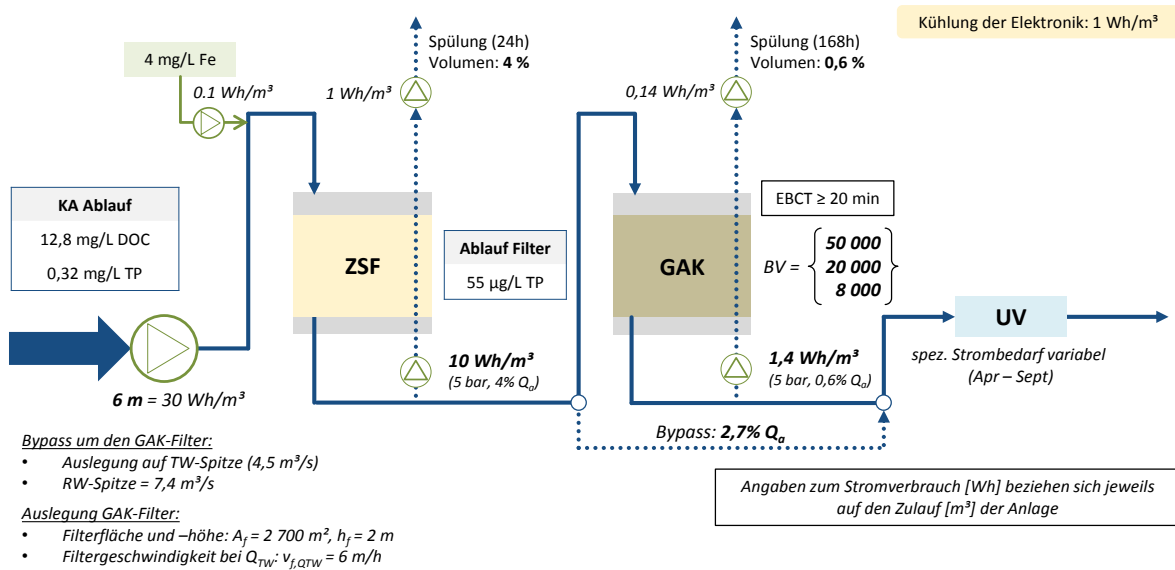 Kühlung der Elektronik: 1 Wh/m³
4 mg/L Fe
0.1 Wh/m³
1 Wh/m³
Spülung (24h)
Volumen: 4 %
0,14 Wh/m³
Spülung (168h)
Volumen: 0,6 %
KA Ablauf
12,8 mg/L DOC
0,32 mg/L TP
6 m = 30 Wh/m³
ZSF
10 Wh/m³
(5 bar, 4% Qa)
Ablauf Filter
55 µg/L TP
GAK
EBCT ≥ 20 min
BV =
50 000
20 000
8 000
1,4 Wh/m³
(5 bar, 0,6% Qa)
UV
spez. Strombedarf variabel
(Apr – Sept)
Bypass: 2,7% Qa
Bypass um den GAK-Filter:
• Auslegung auf TW-Spitze (4,5 m³/s)
• RW-Spitze = 7,4 m³/s
Auslegung GAK-Filter:
• Filterfläche und –höhe: Af = 2 700 m², hf = 2 m
• Filtergeschwindigkeit bei QTW: vf,QTW = 6 m/h
Angaben zum Stromverbrauch [Wh] beziehen sich jeweils
auf den Zulauf [m³] der Anlage